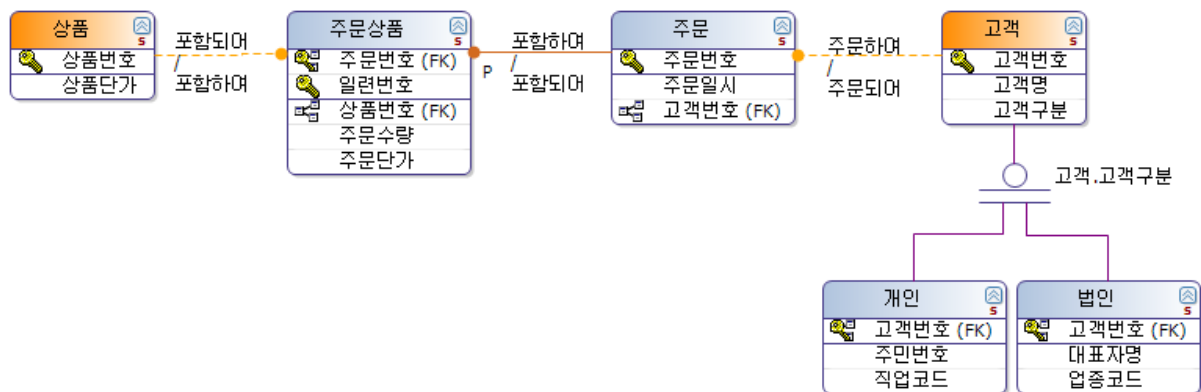 상품
상품번호
상품단가
포함되어
/
포함하여
주문상품
주문번호 (FK)
일련번호
상품번호 (FK)
주문수량
주문단가
P
포함하여
/
포함되어
주문
주문번호
주문일시
고객번호 (FK)
주문하여
/
주문되어
고객
고객번호
고객명
고객구분
고객.고객구분
개인
고객번호 (FK)
주민번호
직업코드
법인
고객번호 (FK)
대표자명
업종코드
S
S
S
S
S
S